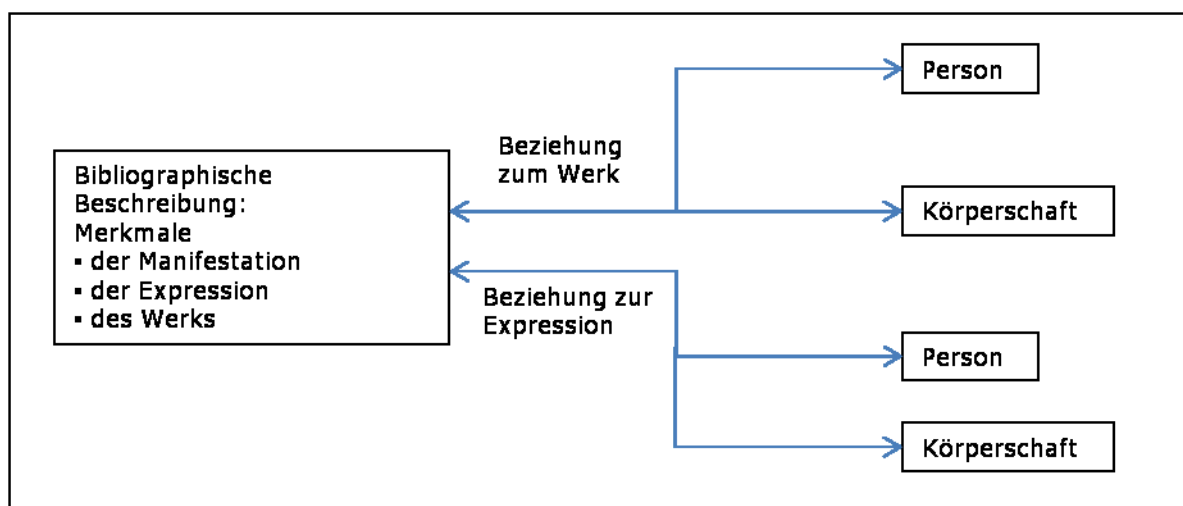 Bibliographische
Beschreibung:
Merkmale
▪ der Manifestation
▪ der Expression
▪ des Werks
Beziehung
zum Werk
Beziehung zur
Expression
Person
Körperschaft
Person
Körperschaft